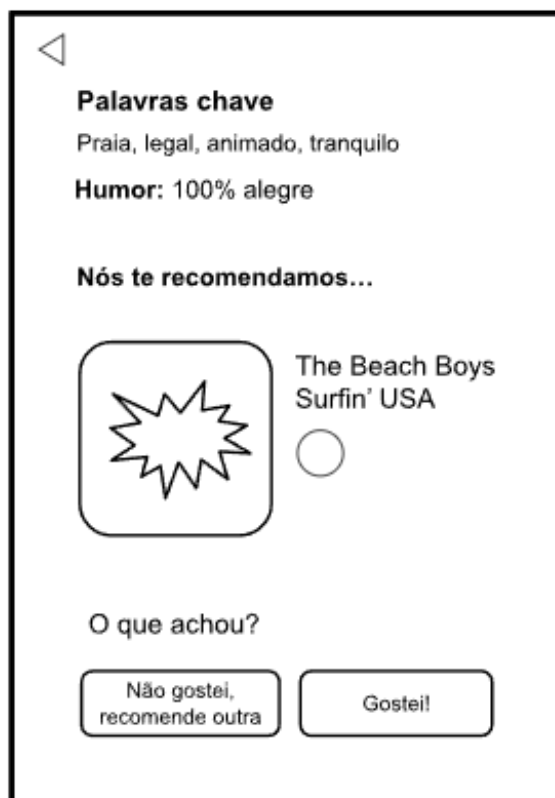 Palavras chave
Praia, legal, animado, tranquilo
Humor: 100% alegre
Nós te recomendamos...
The Beach Boys
Surfin’ USA
O que achou?
Não gostei,
recomende outra
Gostei!